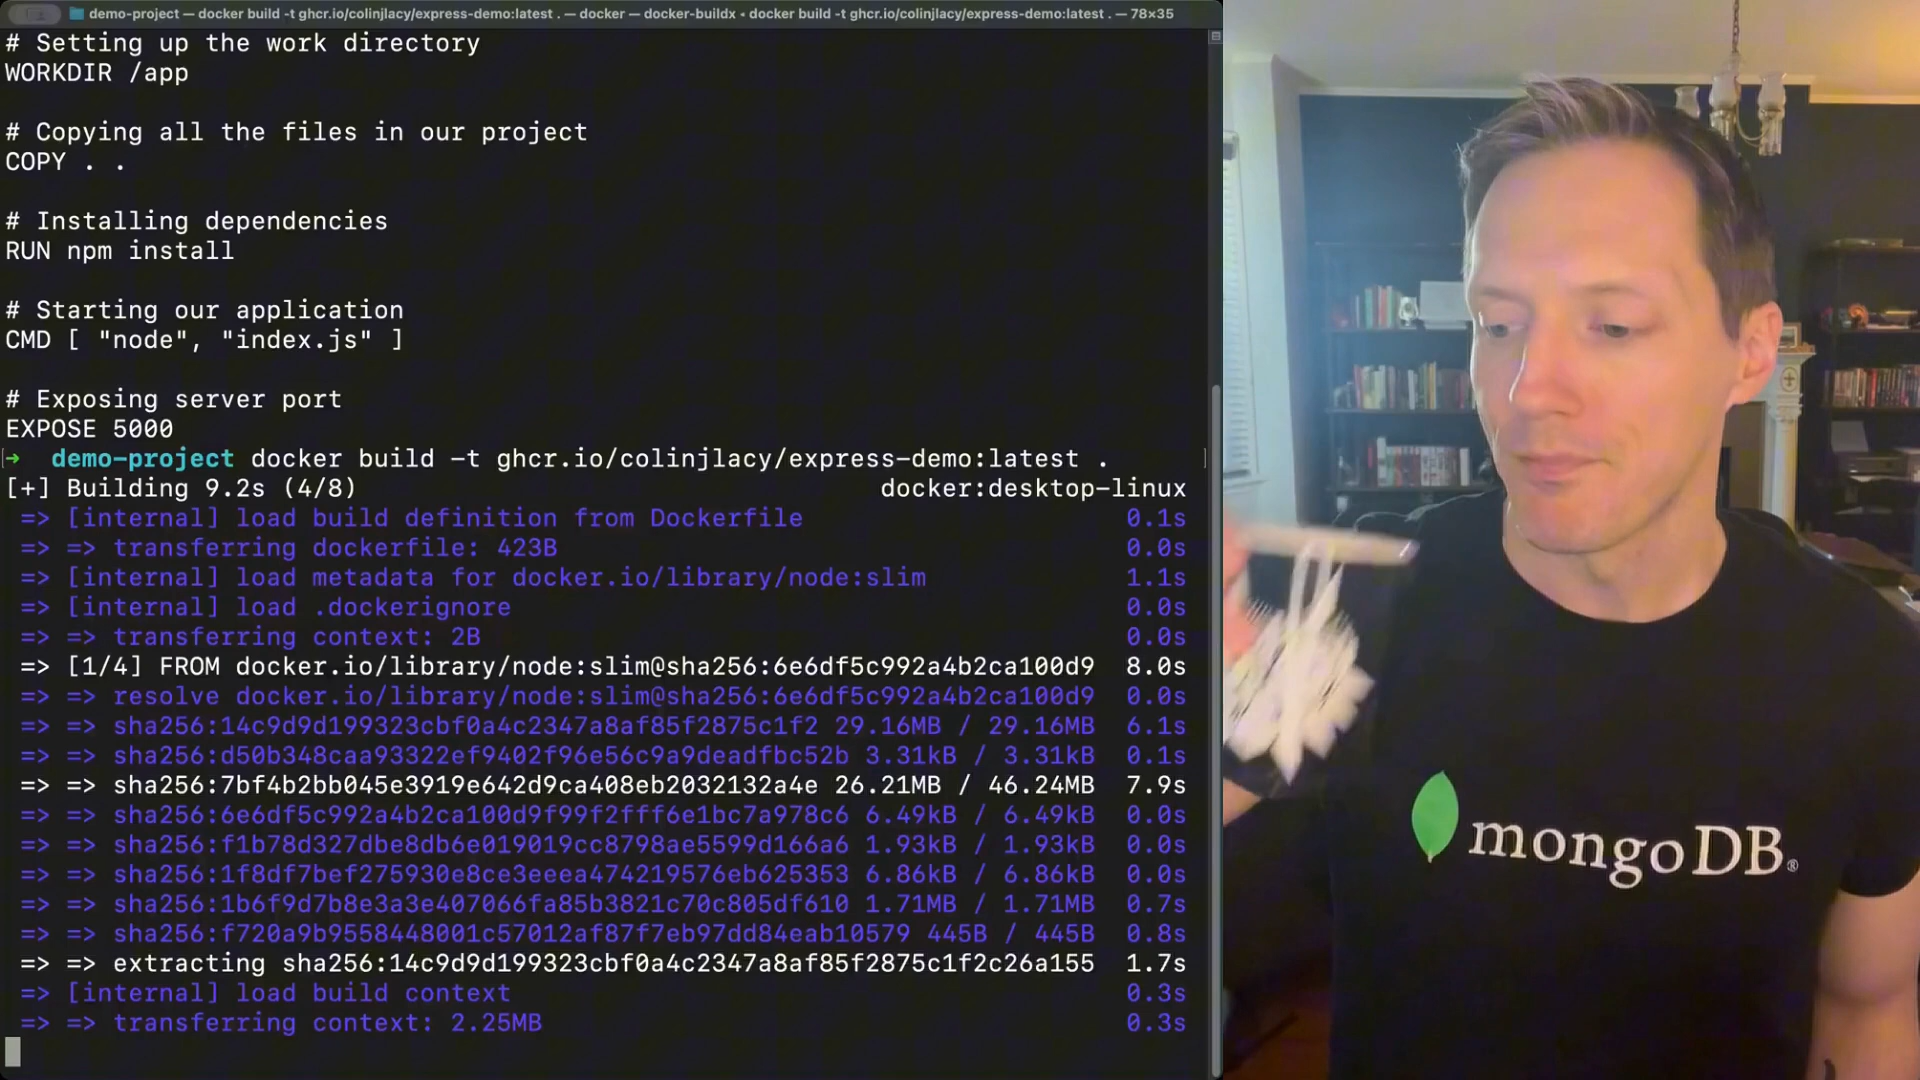 demo-project — docker build -t ghcr.io/colinjlacy/express-demo:latest . — docker — docker-buildx • docker build -t ghcr.io/colinjlacy/express-demo:latest . — 78×35
# Setting up the work directory
WORKDIR /app
# Copying all the files in our project
COPY . .
# Installing dependencies
RUN npm install
# Starting our application
CMD [ "node", "index.js" ]
# Exposing server port
EXPOSE 5000
→ demo-project docker build -t ghcr.io/colinjlacy/express-demo:latest .
[+] Building 9.2s (4/8) docker:desktop-linux
=> [internal] load build definition from Dockerfile 0.1s
=> => transferring dockerfile: 423B 0.0s
=> [internal] load metadata for docker.io/library/node:slim 1.1s
=> [internal] load .dockerignore 0.0s
=> => transferring context: 2B 0.0s
=> [1/4] FROM docker.io/library/node:slim@sha256:6e6df5c992a4b2ca100d9 8.0s
=> => resolve docker.io/library/node:slim@sha256:6e6df5c992a4b2ca100d9 0.0s
=> => sha256:14c9d9d199323cbf0a4c2347a8af85f2875c1f2 29.16MB / 29.16MB 6.1s
=> => sha256:d50b348caa93322ef9402f96e56c9a9deadfbc52b 3.31kB / 3.31kB 0.1s
=> => sha256:7bf4b2bb045e3919e642d9ca408eb2032132a4e 26.21MB / 46.24MB 7.9s
=> => sha256:6e6df5c992a4b2ca100d9f99f2fff6e1bc7a978c6 6.49kB / 6.49kB 0.0s
=> => sha256:f1b78d327dbe8db6e019019cc8798ae5599d166a6 1.93kB / 1.93kB 0.0s
=> => sha256:1f8df7bef275930e8ce3eeea474219576eb625353 6.86kB / 6.86kB 0.0s
=> => sha256:1b6f9d7b8e3a3e407066fa85b3821c70c805df610 1.71MB / 1.71MB 0.7s
=> => sha256:f720a9b9558448001c57012af87f7eb97dd84eab10579 445B / 445B 0.8s
=> => extracting sha256:14c9d9d199323cbf0a4c2347a8af85f2875c1f2c26a155 1.7s
=> [internal] load build context 0.3s
=> => transferring context: 2.25MB 0.3s
mongoDB®